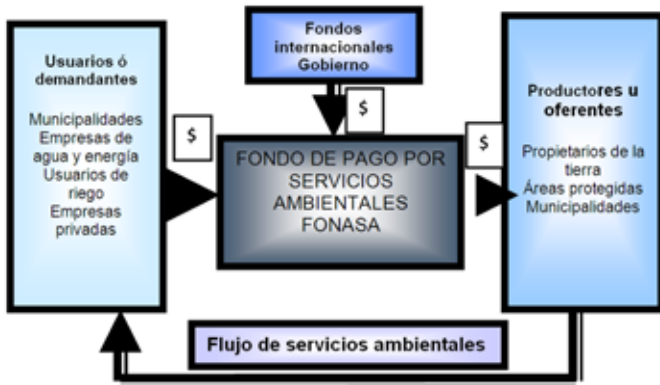 Usuarios ó
demandantes
Municipalidades
Empresas de
agua y energía
Usuarios de
riego
Empresas
privadas
$
Fondos
internacionales
Gobierno
$
FONDO DE PAGO POR
SERVICIOS
AMBIENTALES
FONASA
$
Productores u
oferentes
Propietarios de la
tierra
Áreas protegidas
Municipalidades
Flujo de servicios ambientales